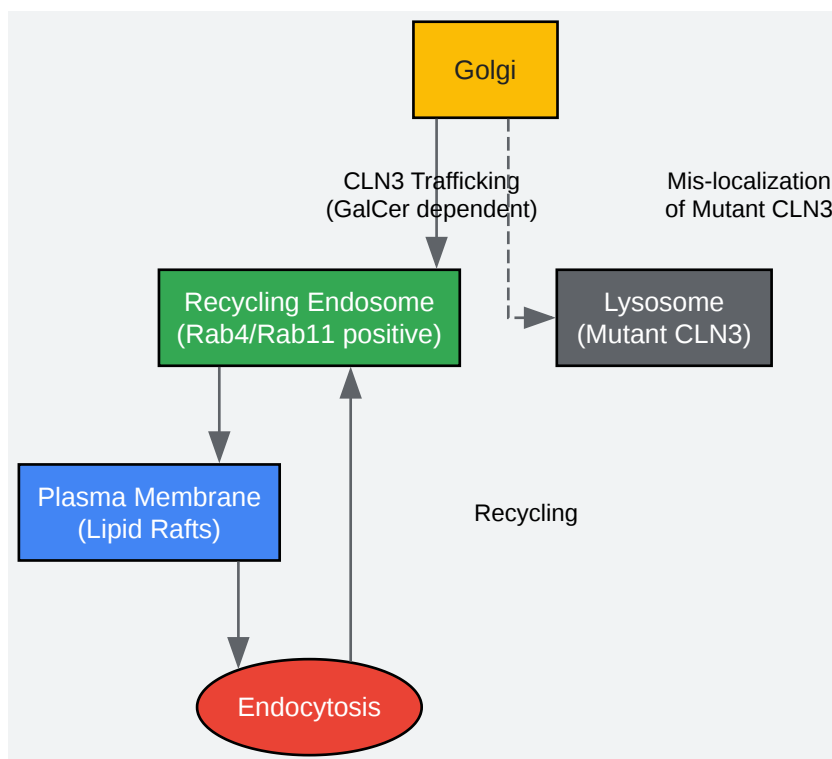 Golgi
CLN3 Trafficking
(GalCer dependent)
Mis-localization
of Mutant CLN3
Recycling Endosome
(Rab4/Rab11 positive)
Lysosome
(Mutant CLN3)
Plasma Membrane
(Lipid Rafts)
Recycling
Endocytosis